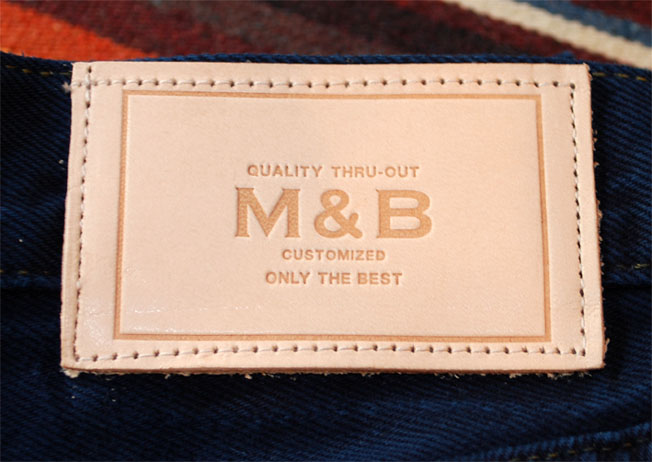 QUALITY THRU-OUT
M & B
CUSTOMIZED
ONLY THE BEST